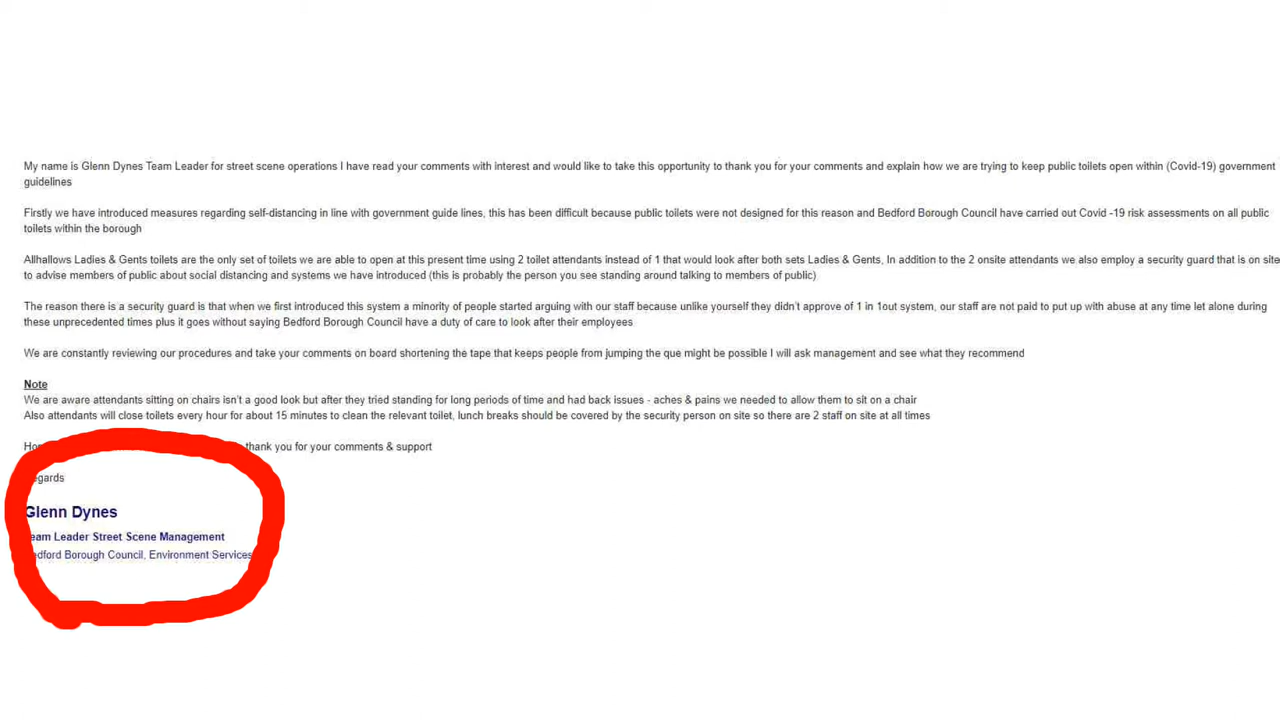 My name is Glenn Dynes Team Leader for street scene operations I have read your comments with interest and would like to take this opportunity to thank you for your comments and explain how we are trying to keep public toilets open within (Covid-19) government
guidelines
Firstly we have introduced measures regarding self-distancing in line with government guide lines, this has been difficult because public toilets were not designed for this reason and Bedford Borough Council have carried out Covid -19 risk assessments on all public
toilets within the borough
Allhallows Ladies & Gents toilets are the only set of toilets we are able to open at this present time using 2 toilet attendants instead of 1 that would look after both sets Ladies & Gents, In addition to the 2 onsite attendants we also employ a security guard that is on site
to advise members of public about social distancing and systems we have introduced (this is probably the person you see standing around talking to members of public)
The reason there is a security guard is that when we first introduced this system a minority of people started arguing with our staff because unlike yourself they didn't approve of 1 in 1out system, our staff are not paid to put up with abuse at any time let alone during
these unprecedented times plus it goes without saying Bedford Borough Council have a duty of care to look after their employees
We are constantly reviewing our procedures and take your comments on board shortening the tape that keeps people from jumping the que might be possible I will ask management and see what they recommend
Note
We are aware attendants sitting on chairs isn't a good look but after they tried standing for long periods of time and had back issues - aches & pains we needed to allow them to sit on a chair
Also attendants will close toilets every hour for about 15 minutes to clean the relevant toilet, lunch breaks should be covered by the security person on site so there are 2 staff on site at all times
thank you for your comments & support
Regards
Glenn Dynes
Team Leader Street Scene Management
Bedford Borough Council, Environment Services